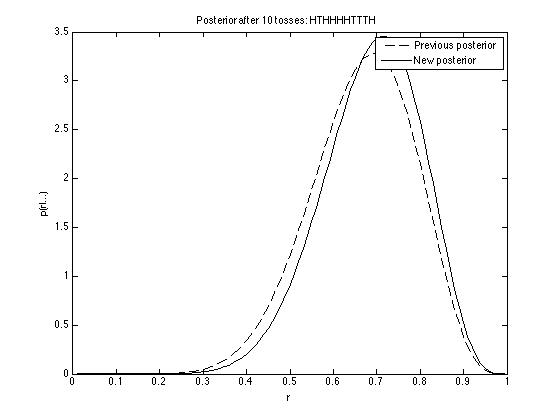 Posterior after 10 tosses: HTHHHHTTTH
3.5
3
2.5
2
1.5
1
0.5
0
p(r|...)
Previous posterior
New posterior
0 0.1 0.2 0.3 0.4 0.5 0.6 0.7 0.8 0.9 1
r